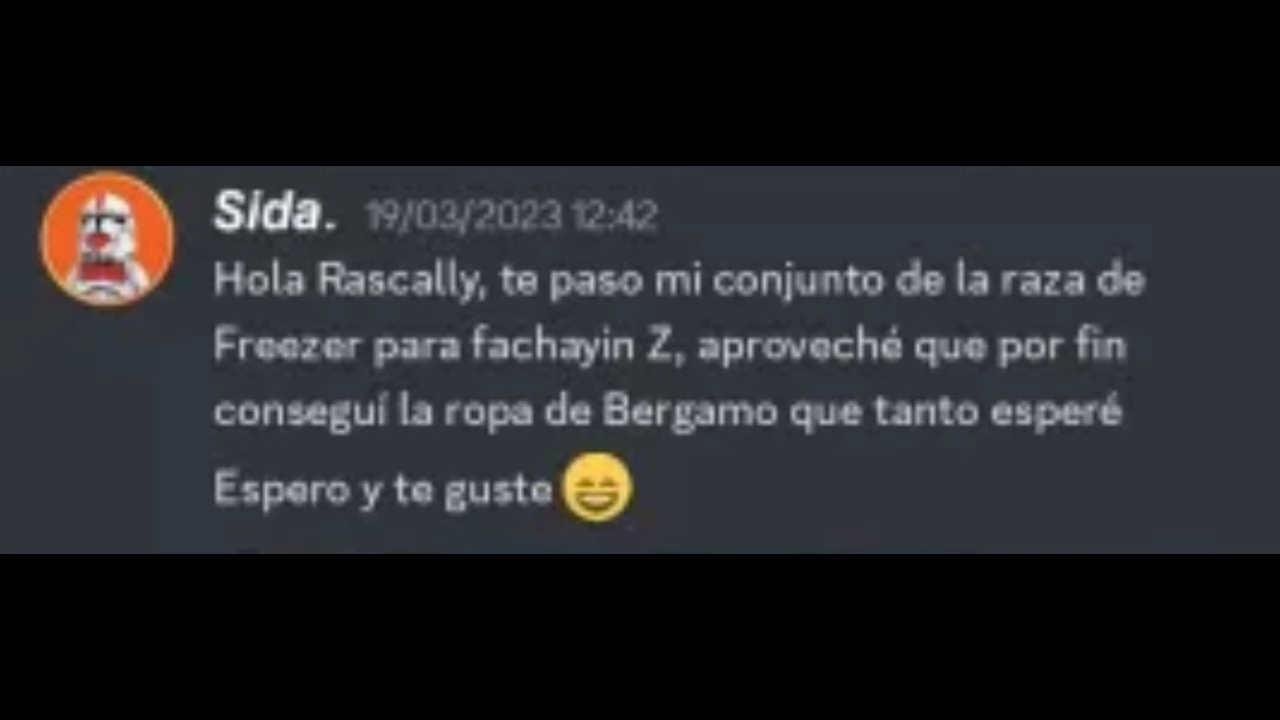 Sida. 19/03/2023 12:42
Hola Rascally, te paso mi conjunto de la raza de
Freezer para fachayin Z, aproveché que por fin
conseguí la ropa de Bergamo que tanto esperé
Espero y te guste 😄